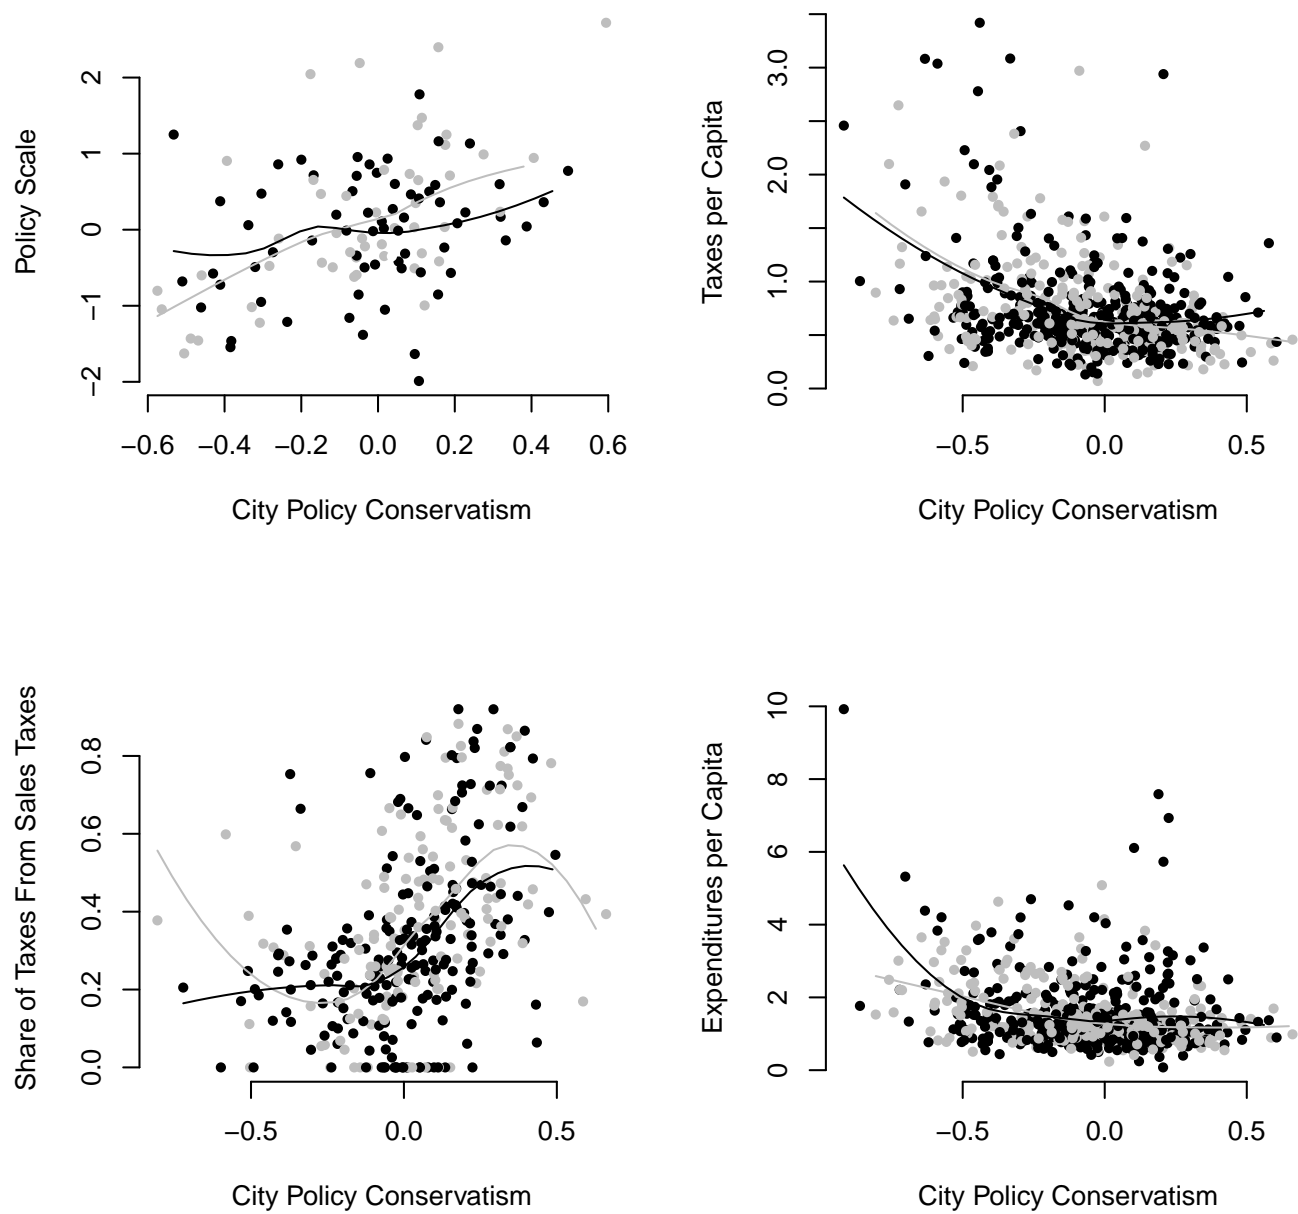 Policy Scale
2
1
0
−1
−2
−0.6 −0.4 −0.2 0.0 0.2 0.4 0.6
City Policy Conservatism
Taxes per Capita
3.0
2.0
1.0
0.0
−0.5 0.0 0.5
City Policy Conservatism
Share of Taxes From Sales Taxes
0.8
0.6
0.4
0.2
0.0
−0.5 0.0 0.5
City Policy Conservatism
Expenditures per Capita
10
8
6
4
2
0
−0.5 0.0 0.5
City Policy Conservatism